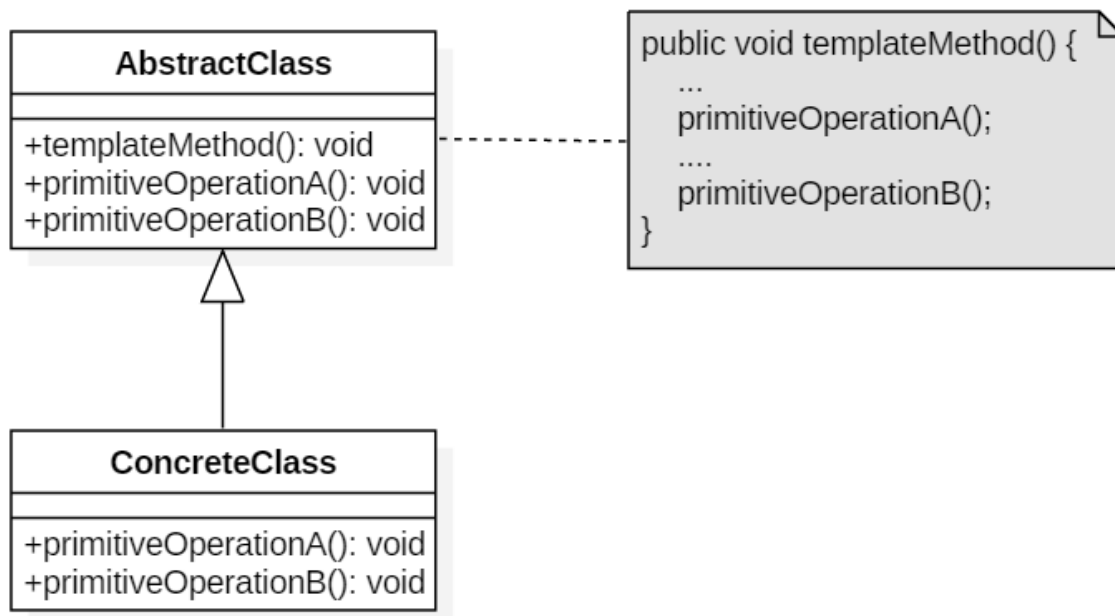 AbstractClass
+templateMethod(): void
+primitiveOperationA(): void
+primitiveOperationB(): void
public void templateMethod() {
...
primitiveOperationA();
....
primitiveOperationB();
}
ConcreteClass
+primitiveOperationA(): void
+primitiveOperationB(): void